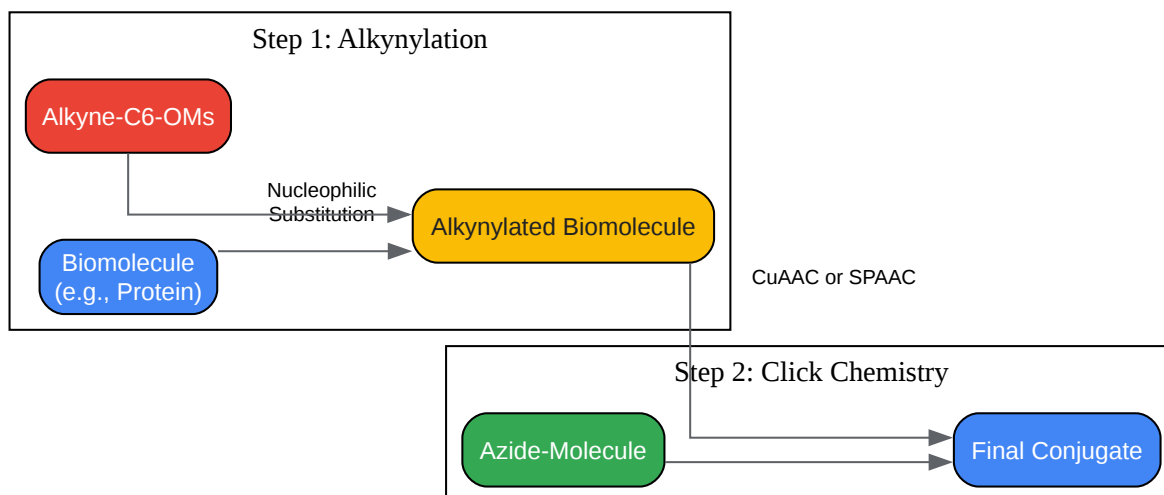 Step 1: Alkynylation
Alkyne-C6-OMs
Nucleophilic
Substitution
Alkynylated Biomolecule
Biomolecule
(e.g., Protein)
CuAAC or SPAAC
Step 2: Click Chemistry
Azide-Molecule
Final Conjugate